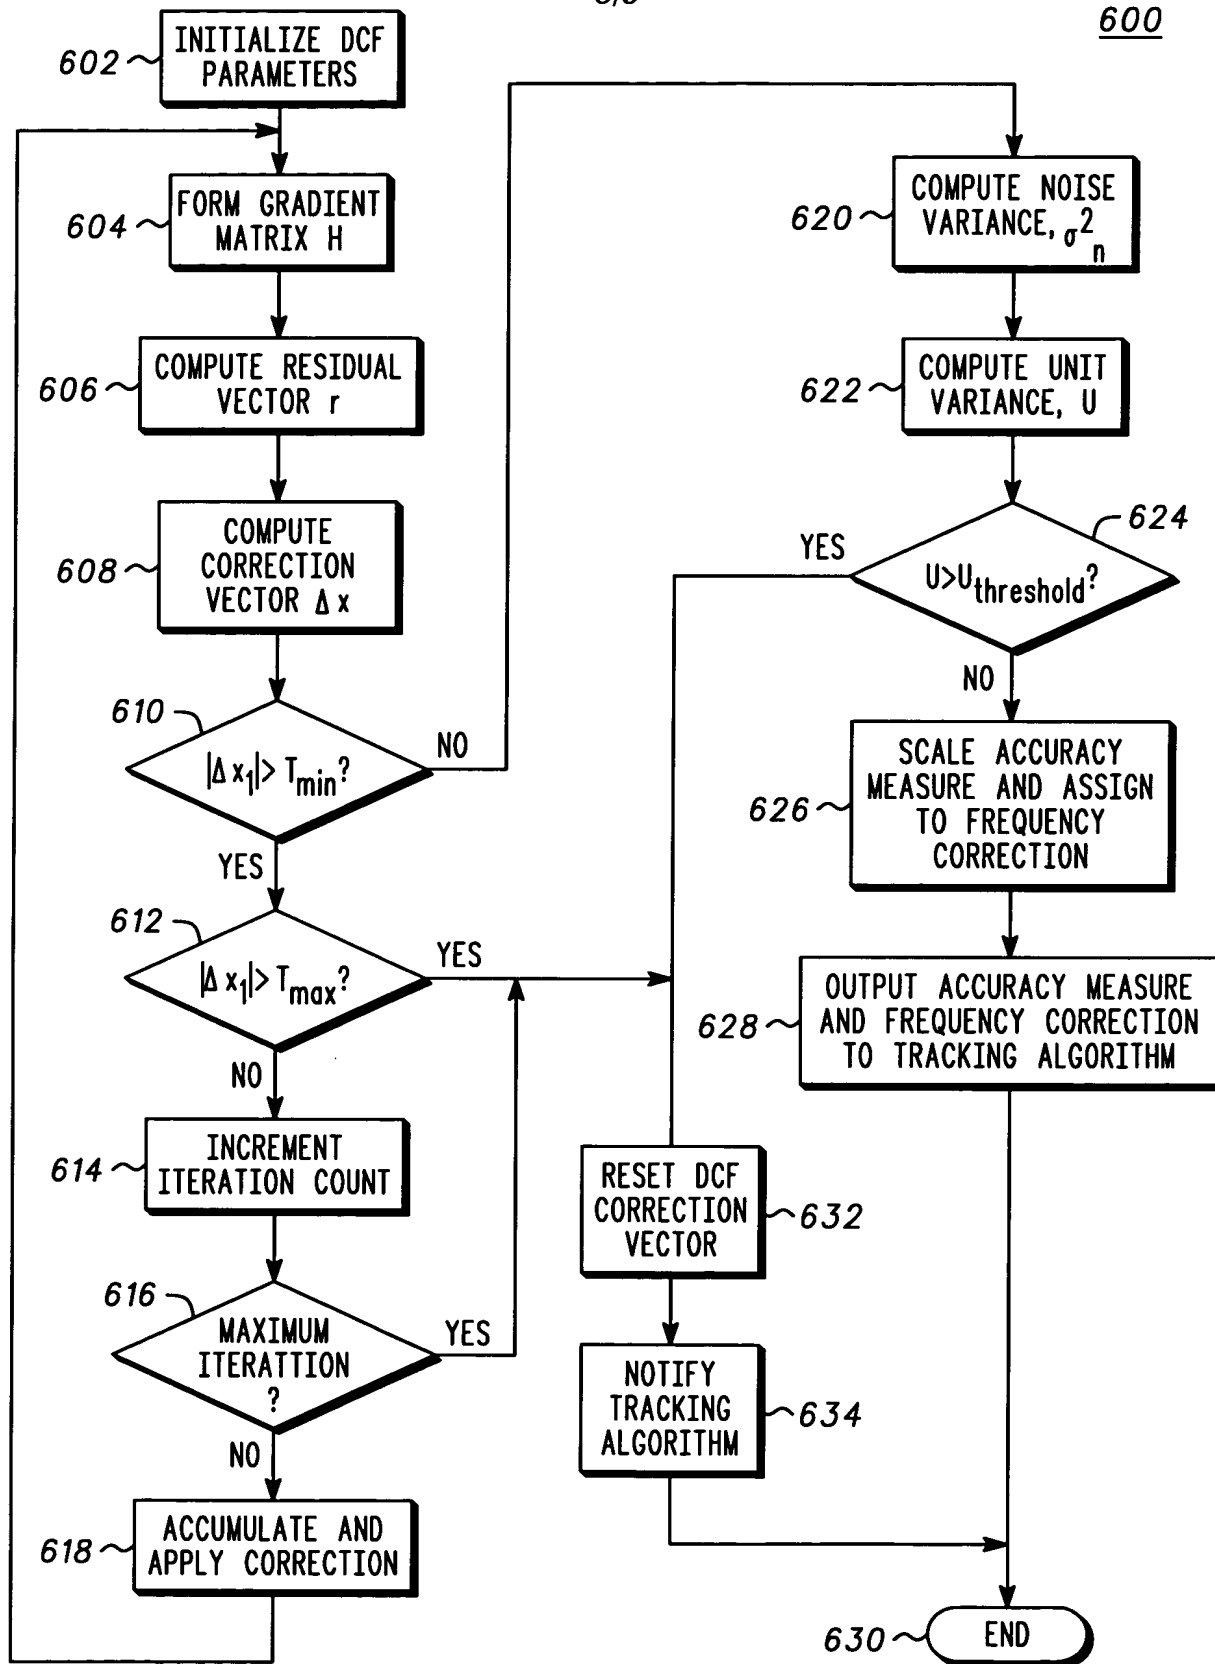 600
602
INITIALIZE DCF
PARAMETERS
604
FORM GRADIENT
MATRIX H
606
COMPUTE RESIDUAL
VECTOR r
608
COMPUTE
CORRECTION
VECTOR Δx
610
|Δx₁|> Tmin?
NO
YES
612
|Δx₁|> Tmax?
YES
NO
614
INCREMENT
ITERATION COUNT
616
MAXIMUM
ITERATTION
?
YES
NO
618
ACCUMULATE AND
APPLY CORRECTION
620
COMPUTE NOISE
VARIANCE, σ²n
622
COMPUTE UNIT
VARIANCE, U
624
U>Uthreshold?
YES
NO
626
SCALE ACCURACY
MEASURE AND ASSIGN
TO FREQUENCY
CORRECTION
628
OUTPUT ACCURACY MEASURE
AND FREQUENCY CORRECTION
TO TRACKING ALGORITHM
RESET DCF
CORRECTION
VECTOR
632
NOTIFY
TRACKING
ALGORITHM
634
630
END